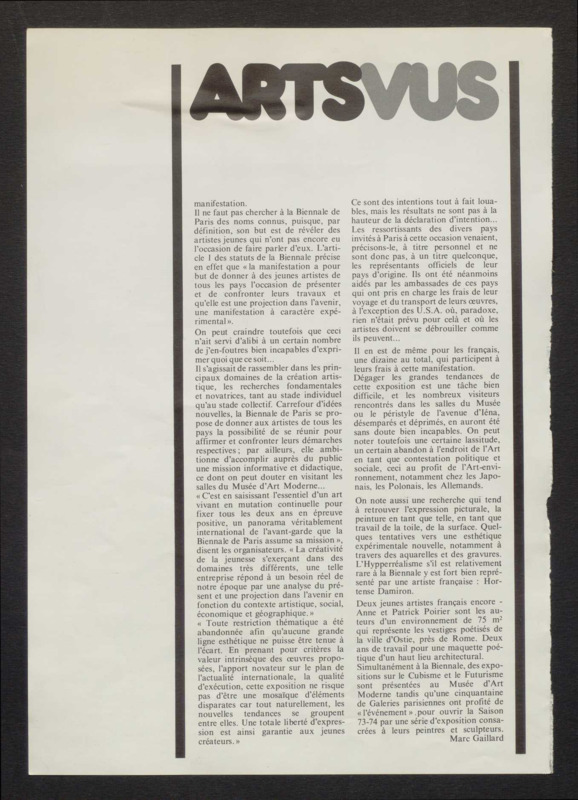 ARTSVUS
manifestation.
Il ne faut pas chercher à la Biennale de
Paris des noms connus, puisque, par
définition, son but est de révéler des
artistes jeunes qui n'ont pas encore eu
l'occasion de faire parler d'eux. L'arti-
cle I des statuts de la Biennale précise
en effet que « la manifestation a pour
but de donner à des jeunes artistes de
tous les pays l'occasion de présenter
et de confronter leurs travaux et
qu'elle est une projection dans l'avenir,
une manifestation à caractère expé-
rimental ».
On peut craindre toutefois que ceci
n'ait servi d'alibi à un certain nombre
de j'en-foutres bien incapables d'expri-
mer quoi que ce soit...
Il s'agissait de rassembler dans les prin-
cipaux domaines de la création artis-
tique, les recherches fondamentales
et novatrices, tant au stade individuel
qu'au stade collectif. Carrefour d'idées
nouvelles, la Biennale de Paris se pro-
pose de donner aux artistes de tous les
pays la possibilité de se réunir pour
affirmer et confronter leurs démarches
respectives ; par ailleurs, elle ambi-
tionne d'accomplir auprès du public
une mission informative et didactique,
ce dont on peut douter en visitant les
salles du Musée d'Art Moderne...
« C'est en saisissant l'essentiel d'un art
vivant en mutation continuelle pour
fixer tous les deux ans en épreuve
positive, un panorama véritablement
international de l'avant-garde que la
Biennale de Paris assume sa mission »,
disent les organisateurs. « La créativité
de la jeunesse s'exerçant dans des
domaines très différents, une telle
entreprise répond à un besoin réel de
notre époque par une analyse du pré-
sent et une projection dans l'avenir en
fonction du contexte artistique, social,
économique et géographique. »
« Toute restriction thématique a été
abandonnée afin qu'aucune grande
ligne esthétique ne puisse être tenue à
l'écart. En prenant pour critères la
valeur intrinsèque des œuvres propo-
sées, l'apport novateur sur le plan de
l'actualité internationale, la qualité
d'exécution, cette exposition ne risque
pas d'être une mosaïque d'éléments
disparates car tout naturellement, les
nouvelles tendances se groupent
entre elles. Une totale liberté d'expres-
sion est ainsi garantie aux jeunes
créateurs. »
Ce sont des intentions tout à fait loua-
bles, mais les résultats ne sont pas à la
hauteur de la déclaration d'intention...
Les ressortissants des divers pays
invités à Paris à cette occasion venaent,
précisons-le, à titre personnel et ne
sont donc pas, à un titre quelconque,
les représentants officiels de leur
pays d'origine. Ils ont été néanmoins
aidés par les ambassades de ces pays
qui ont pris en charge les frais de leur
voyage et du transport de leurs œuvres,
à l'exception des U.S.A. où, paradoxe,
rien n'était prévu pour celà et où les
artistes doivent se débrouiller comme
ils peuvent...
Il en est de même pour les français,
une dizaine au total, qui participent à
leurs frais à cette manifestation.
Dégager les grandes tendances de
cette exposition est une tâche bien
difficile, et les nombreux visiteurs
rencontrés dans les salles du Musée
ou le péristyle de l'avenue d'Iéna,
désemparés et déprimés, en auront été
sans doute bien incapables. On peut
noter toutefois une certaine lassitude,
un certain abandon à l'endroit de l'Art
en tant que contestation politique et
sociale, ceci au profit de l'Art-envi-
ronnement, notamment chez les Japo-
nais, les Polonais, les Allemands.
On note aussi une recherche qui tend
à retrouver l'expression picturale, la
peinture en tant que telle, en tant que
travail de la toile, de la surface. Quel-
ques tentatives vers une esthétique
expérimentale nouvelle, notamment à
travers des aquarelles et des gravures.
L'Hyperréalisme s'il est relativement
rare à la Biennale y est fort bien repré-
senté par une artiste française : Hor-
tense Damiron.
Deux jeunes artistes français encore -
Anne et Patrick Poirier sont les au-
teurs d'un environnement de 75 m²
qui représente les vestiges poétisés de
la ville d'Ostie, près de Rome. Deux
ans de travail pour une maquette poé-
tique d'un haut lieu architectural.
Simultanément à la Biennale, des expo-
sitions sur le Cubisme et le Futurisme
sont présentées au Musée d'Art
Moderne tandis qu'une cinquantaine
de Galeries parisiennes ont profité de
« l'événement », pour ouvrir la Saison
73-74 par une série d'exposition consa-
crées à leurs peintres et sculpteurs.
Marc Gaillard